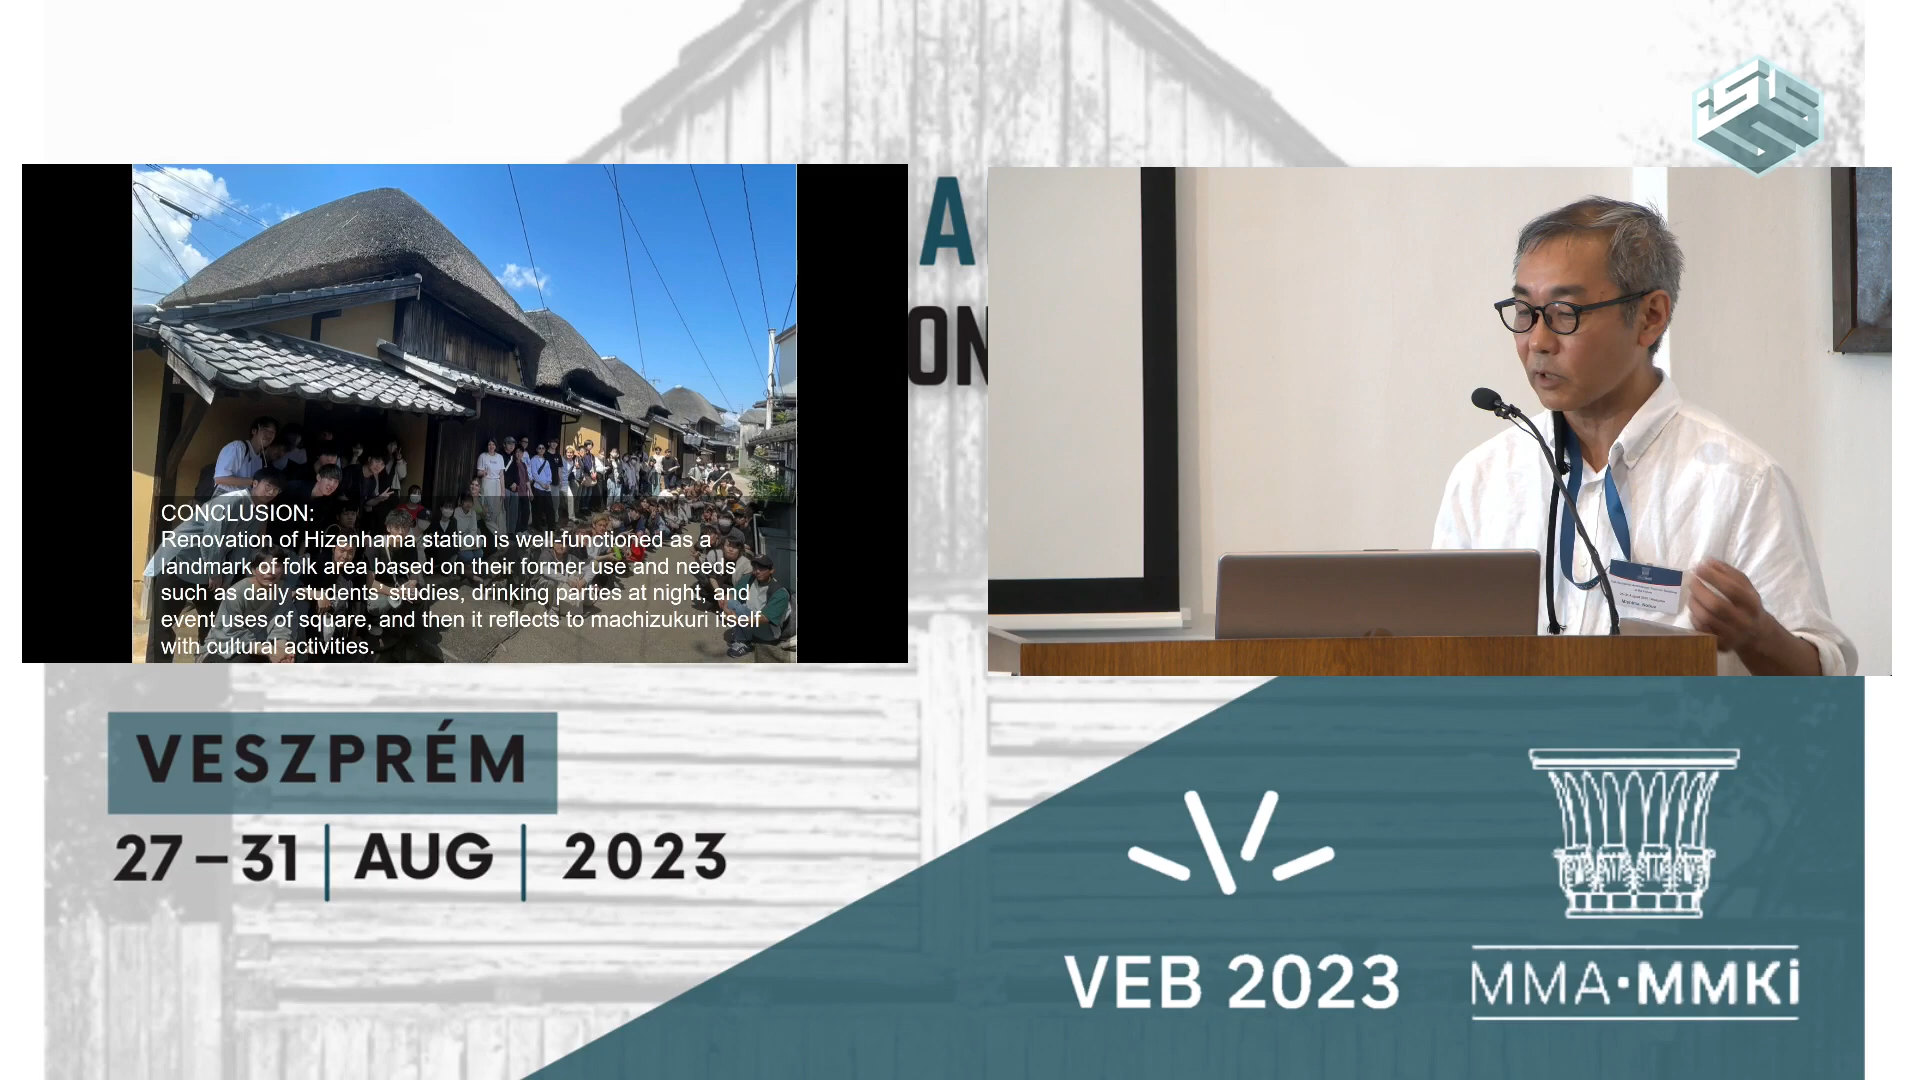 A
ON
CONCLUSION:
Renovation of Hizenhama station is well-functioned as a
landmark of folk area based on their former use and needs
such as daily students’ studies, drinking parties at night, and
event uses of square, and then it reflects to machizukuri itself
with cultural activities.
VESZPRÉM
27–31 | AUG | 2023
VEB 2023
MMA·MMKi